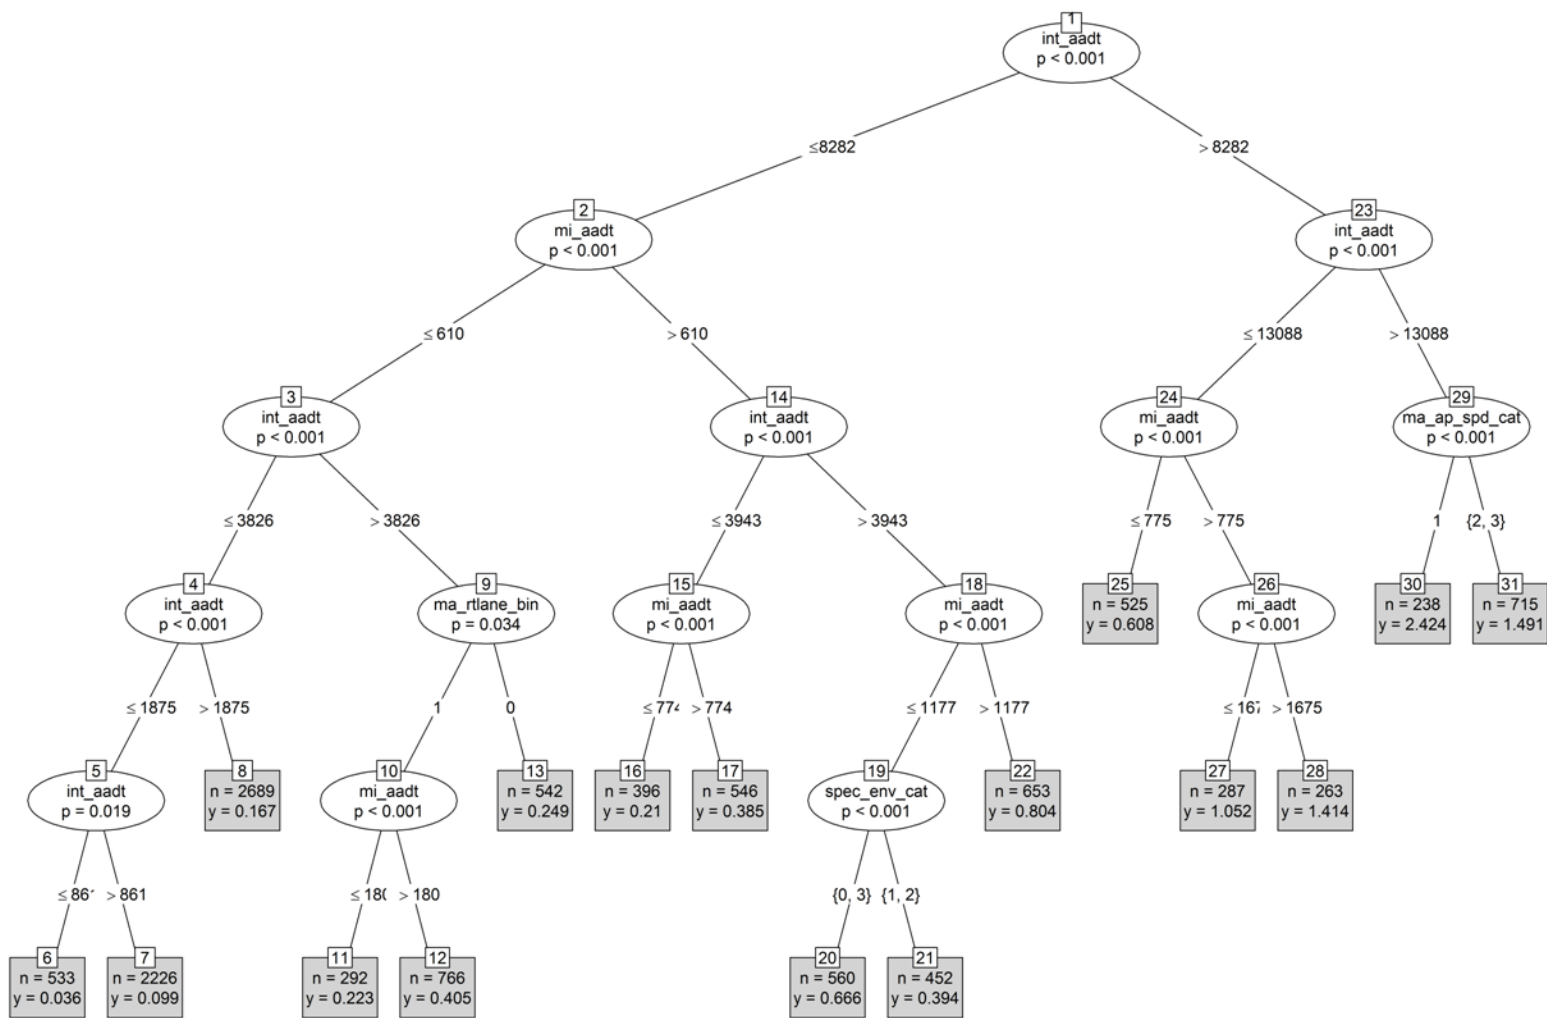 1
int_aadt
p < 0.001
≤8282
> 8282
2
mi_aadt
p < 0.001
23
int_aadt
p < 0.001
≤ 610
> 610
≤ 13088
> 13088
3
int_aadt
p < 0.001
14
int_aadt
p < 0.001
24
mi_aadt
p < 0.001
29
ma_ap_spd_cat
p < 0.001
≤ 3826
> 3826
≤ 3943
> 3943
≤ 775
> 775
1
{2, 3}
4
int_aadt
p < 0.001
9
ma_rtlane_bin
p = 0.034
15
mi_aadt
p < 0.001
18
mi_aadt
p < 0.001
25
n = 525
y = 0.608
26
mi_aadt
p < 0.001
30
n = 238
y = 2.424
31
n = 715
y = 1.491
≤ 1875
> 1875
1
0
≤ 774
> 774
≤ 1177
> 1177
≤ 167
> 1675
5
int_aadt
p = 0.019
8
n = 2689
y = 0.167
10
mi_aadt
p < 0.001
13
n = 542
y = 0.249
16
n = 396
y = 0.21
17
n = 546
y = 0.385
19
spec_env_cat
p < 0.001
22
n = 653
y = 0.804
27
n = 287
y = 1.052
28
n = 263
y = 1.414
≤ 861
> 861
≤ 180
> 180
{0, 3}
{1, 2}
6
n = 533
y = 0.036
7
n = 2226
y = 0.099
11
n = 292
y = 0.223
12
n = 766
y = 0.405
20
n = 560
y = 0.666
21
n = 452
y = 0.394